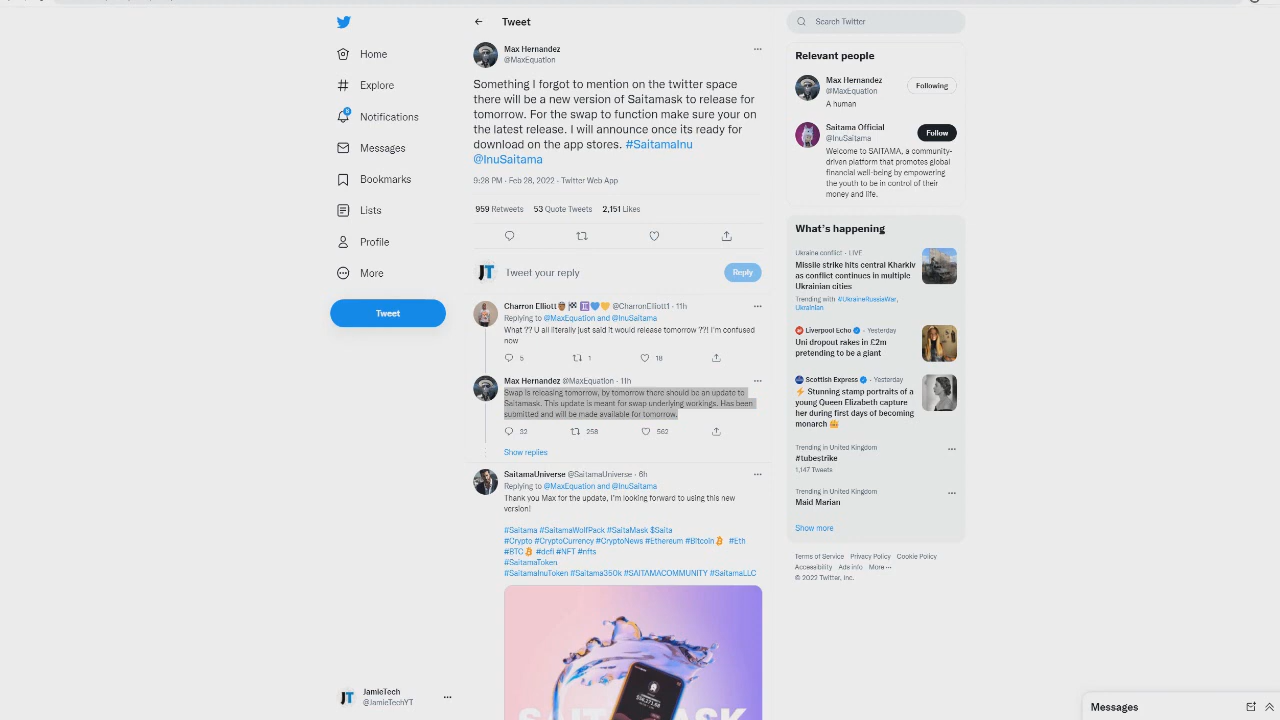 Home
Explore
6
Notifications
Messages
Bookmarks
Lists
Profile
More
Tweet
JamieTech
@JamieTechYT
Tweet
Max Hernandez
@MaxEquation
Something I forgot to mention on the twitter space
there will be a new version of Saitamask to release for
tomorrow. For the swap to function make sure your on
the latest release. I will announce once its ready for
download on the app stores. #SaitamaInu
@InuSaitama
9:28 PM · Feb 28, 2022 · Twitter Web App
959 Retweets 53 Quote Tweets 2,151 Likes
JT Tweet your reply Reply
Charron Elliott @CharronElliott1 · 11h
Replying to @MaxEquation and @InuSaitama
What ?? U all literally just said it would release tomorrow ??! I'm confused
now
5 1 18
Max Hernandez @MaxEquation · 11h
Swap is releasing tomorrow, by tomorrow there should be an update to
Saitamask. This update is meant for swap underlying workings. Has been
submitted and will be made available for tomorrow.
32 258 562
Show replies
SaitamaUniverse @SaitamaUniverse · 6h
Replying to @MaxEquation and @InuSaitama
Thank you Max for the update, I'm looking forward to using this new
version!
#Saitama #SaitamaWolfPack #SaitaMask $Saita
#Crypto #CryptoCurrency #CryptoNews #Ethereum #Bitcoin #Eth
#BTC #defi #NFT #nfts
#SaitamaToken
#SaitamaInuToken #Saitama350k #SAITAMACOMMUNITY #SaitamaLLC
Search Twitter
Relevant people
Max Hernandez
@MaxEquation
Following
A human
Saitama Official
@InuSaitama
Follow
Welcome to SAITAMA, a community-
driven platform that promotes global
financial well-being by empowering
the youth to be in control of their
money and life.
What's happening
Ukraine conflict · LIVE
Missile strike hits central Kharkiv
as conflict continues in multiple
Ukrainian cities
Trending with #UkraineRussiaWar,
Ukrainian
Liverpool Echo · Yesterday
Uni dropout rakes in £2m
pretending to be a giant
Scottish Express · Yesterday
⚡ Stunning stamp portraits of a
young Queen Elizabeth capture
her during first days of becoming
monarch
Trending in United Kingdom
#tubestrike
1,147 Tweets
Trending in United Kingdom
Maid Marian
Show more
Terms of Service Privacy Policy Cookie Policy
Accessibility Ads info More ···
© 2022 Twitter, Inc.
Messages